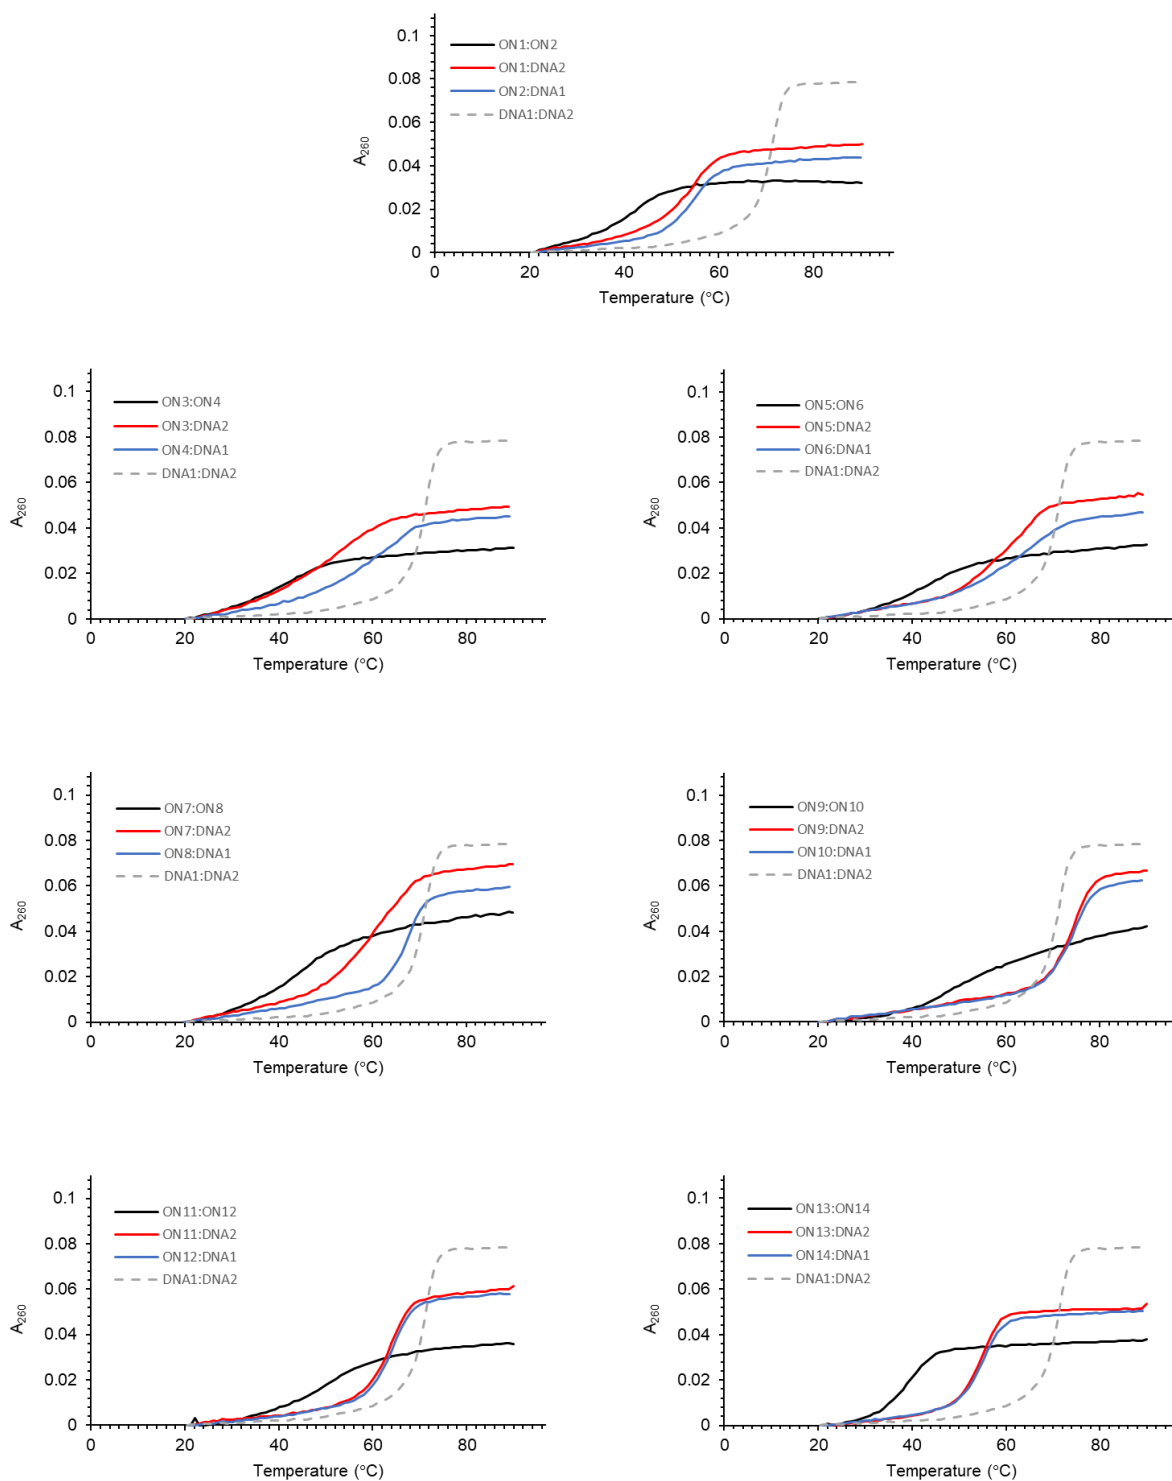 0.1
0.08
0.06
0.04
0.02
0
A260
ON1:ON2
ON1:DNA2
ON2:DNA1
DNA1:DNA2
0 20 40 60 80
Temperature (°C)
0.1
0.08
0.06
0.04
0.02
0
A260
ON3:ON4
ON3:DNA2
ON4:DNA1
DNA1:DNA2
0 20 40 60 80
Temperature (°C)
0.1
0.08
0.06
0.04
0.02
0
A260
ON5:ON6
ON5:DNA2
ON6:DNA1
DNA1:DNA2
0 20 40 60 80
Temperature (°C)
0.1
0.08
0.06
0.04
0.02
0
A260
ON7:ON8
ON7:DNA2
ON8:DNA1
DNA1:DNA2
0 20 40 60 80
Temperature (°C)
0.1
0.08
0.06
0.04
0.02
0
A260
ON9:ON10
ON9:DNA2
ON10:DNA1
DNA1:DNA2
0 20 40 60 80
Temperature (°C)
0.1
0.08
0.06
0.04
0.02
0
A260
ON11:ON12
ON11:DNA2
ON12:DNA1
DNA1:DNA2
0 20 40 60 80
Temperature (°C)
0.1
0.08
0.06
0.04
0.02
0
A260
ON13:ON14
ON13:DNA2
ON14:DNA1
DNA1:DNA2
0 20 40 60 80
Temperature (°C)